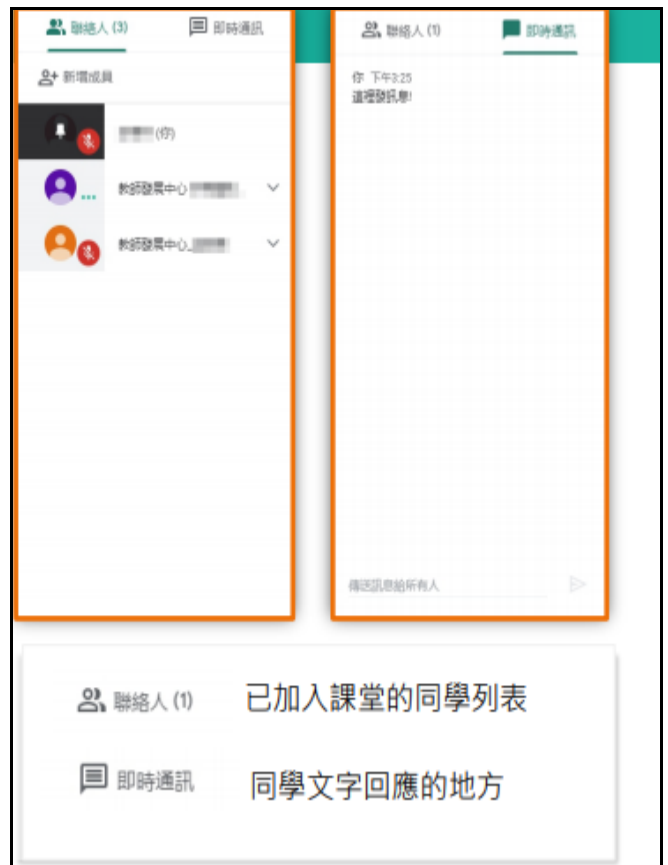 聯絡人 (3)
即時通訊
新增成員
(你)
教師發展中心
教師發展中心_
聯絡人 (1)
即時通訊
你 下午3:25
這裡發訊息!
傳送訊息給所有人
聯絡人 (1) 已加入課堂的同學列表
即時通訊 同學文字回應的地方